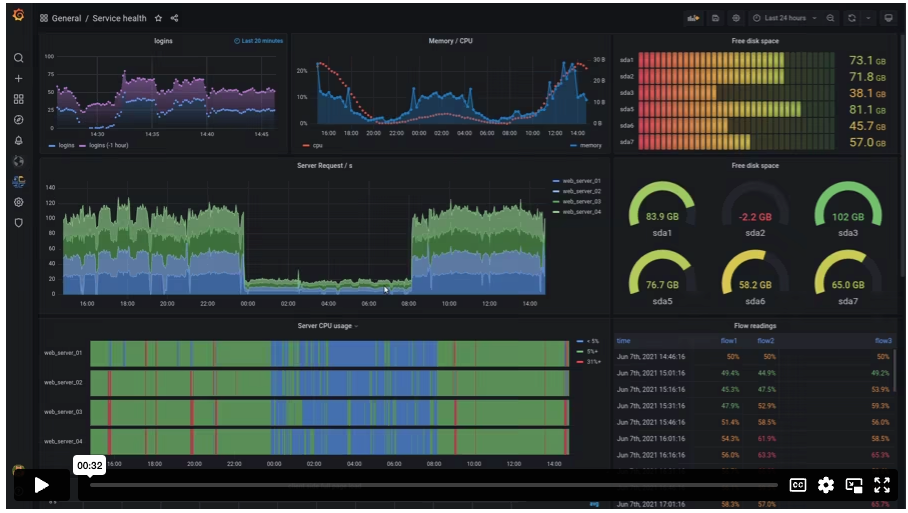 General / Service health
Last 24 hours
logins
Last 20 minutes
100
75
50
25
0
14:30
14:35
14:40
14:45
logins
logins (-1 hour)
Memory / CPU
20%
10%
0%
30 B
20 B
10 B
0 B
16:00 18:00 20:00 22:00 00:00 02:00 04:00 06:00 08:00 10:00 12:00 14:00
cpu
memory
Free disk space
sda1 73.1 GB
sda2 71.8 GB
sda3 38.1 GB
sda5 81.1 GB
sda6 45.7 GB
sda7 57.0 GB
Server Request / s
140
120
100
80
60
40
20
0
16:00 18:00 20:00 22:00 00:00 02:00 04:00 06:00 08:00 10:00 12:00 14:00
web_server_01
web_server_02
web_server_03
web_server_04
Free disk space
83.9 GB -2.2 GB 102 GB
sda1 sda2 sda3
76.7 GB 58.2 GB 65.0 GB
sda5 sda6 sda7
Server CPU usage
web_server_01
web_server_02
web_server_03
web_server_04
< 5%
5%+
31%+
16:00 18:00 20:00 22:00 00:00 02:00 04:00 06:00 08:00 10:00 12:00 14:00
Flow readings
time flow1 flow2 flow3
Jun 7th, 2021 14:46:16 50% 50% 50%
Jun 7th, 2021 15:01:16 49.4% 44.9% 49.2%
Jun 7th, 2021 15:16:16 45.3% 47.5% 53.9%
Jun 7th, 2021 15:31:16 47.9% 52.9% 59.3%
Jun 7th, 2021 15:46:16 51.4% 58.5% 56.0%
Jun 7th, 2021 16:01:16 54.3% 61.9% 58.5%
Jun 7th, 2021 16:16:16 56.0% 63.3% 65.3%
Jun 7th, 2021 17:01:16 58.3% 57.0% 65.7%
00:32
CC
avg